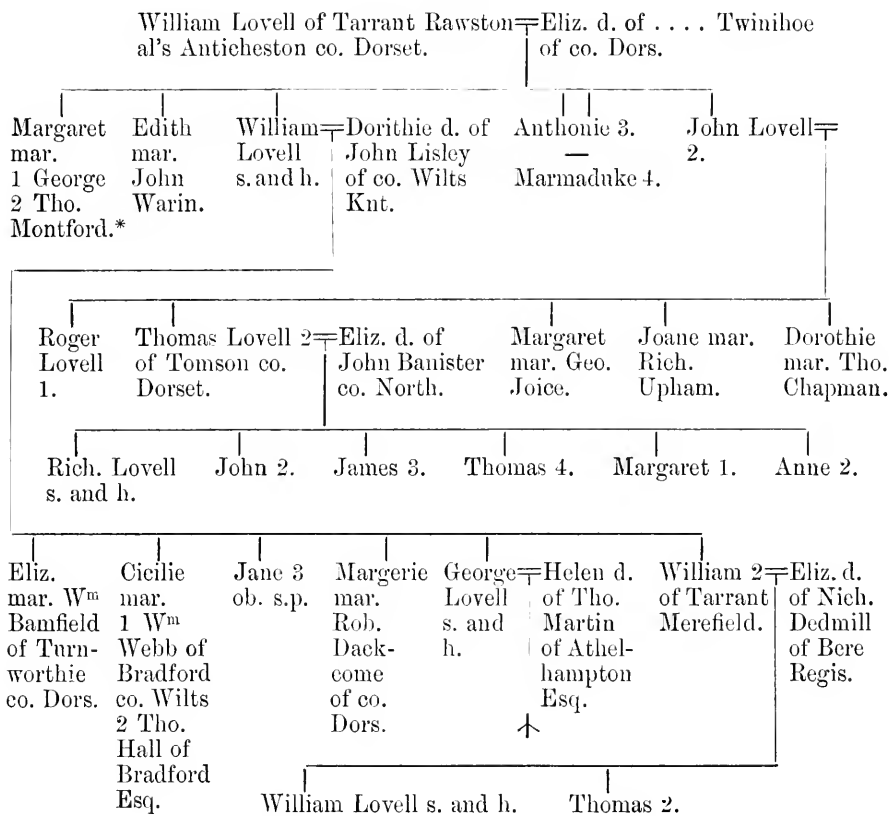 William Lovell of Tarrant Rawston=Eliz. d. of . . . . Twinihoe
al's Anticheston co. Dorset. of co. Dors.
Margaret
mar.
1 George
2 Tho.
Montford.*
Edith
mar.
John
Warin.
William=Dorithie d. of
Lovell John Lisley
s. and h. of co. Wilts
Knt.
Anthonie 3.
—
Marmaduke 4.
John Lovell=
2.
Roger
Lovell
1.
Thomas Lovell 2=Eliz. d. of
of Tomson co. John Banister
Dorset. co. North.
Margaret
mar. Geo.
Joice.
Joane mar.
Rich.
Upham.
Dorothie
mar. Tho.
Chapman.
Rich. Lovell
s. and h.
John 2.
James 3.
Thomas 4.
Margaret 1.
Anne 2.
Eliz.
mar. Wm
Bamfield
of Turn-
worthie
co. Dors.
Cicilie
mar.
1 Wm
Webb of
Bradford
co. Wilts
2 Tho.
Hall of
Bradford
Esq.
Jane 3
ob. s.p.
Margerie
mar.
Rob.
Dack-
come
of co.
Dors.
George=Helen d.
Lovell of Tho.
s. and Martin
h. of Athel-
hampton
Esq.
William 2=Eliz. d.
of Tarrant of Nich.
Merefield. Dedmill
of Bere
Regis.
William Lovell s. and h.
Thomas 2.